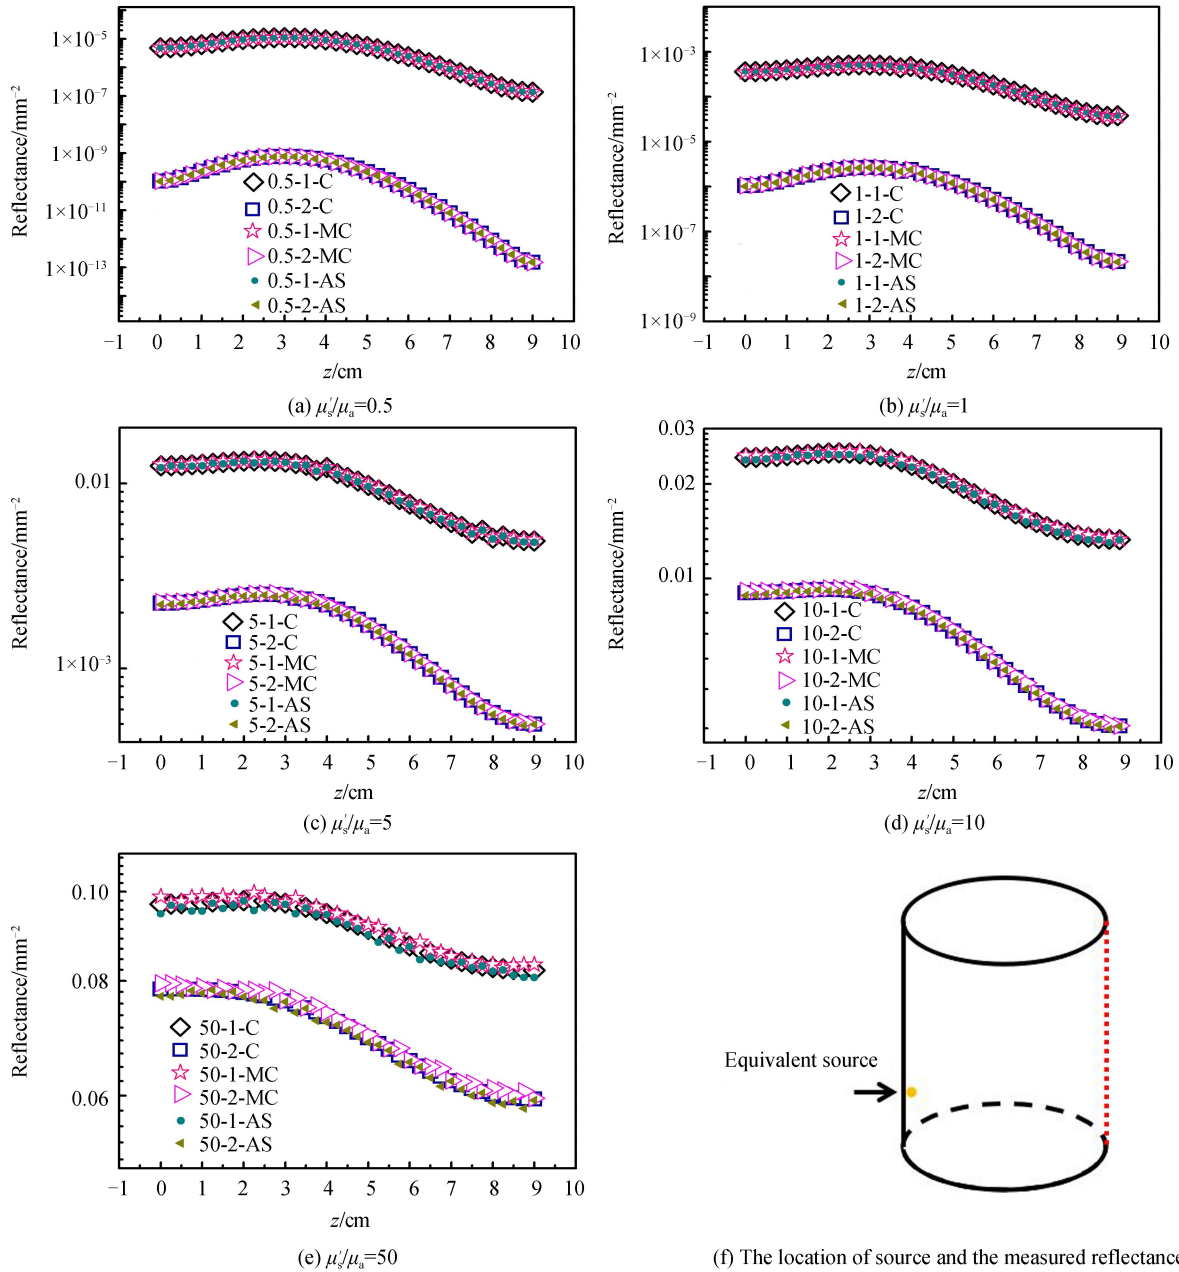 Reflectance/mm⁻²
1×10⁻⁵
1×10⁻⁷
1×10⁻⁹
1×10⁻¹¹
1×10⁻¹³
0.5-1-C
0.5-2-C
0.5-1-MC
0.5-2-MC
0.5-1-AS
0.5-2-AS
−1 0 1 2 3 4 5 6 7 8 9 10
z/cm
(a) μ′s/μa=0.5
Reflectance/mm⁻²
1×10⁻³
1×10⁻⁵
1×10⁻⁷
1×10⁻⁹
1-1-C
1-2-C
1-1-MC
1-2-MC
1-1-AS
1-2-AS
−1 0 1 2 3 4 5 6 7 8 9 10
z/cm
(b) μ′s/μa=1
Reflectance/mm⁻²
0.01
1×10⁻³
5-1-C
5-2-C
5-1-MC
5-2-MC
5-1-AS
5-2-AS
−1 0 1 2 3 4 5 6 7 8 9 10
z/cm
(c) μ′s/μa=5
Reflectance/mm⁻²
0.03
0.02
0.01
10-1-C
10-2-C
10-1-MC
10-2-MC
10-1-AS
10-2-AS
−1 0 1 2 3 4 5 6 7 8 9 10
z/cm
(d) μ′s/μa=10
Reflectance/mm⁻²
0.10
0.08
0.06
50-1-C
50-2-C
50-1-MC
50-2-MC
50-1-AS
50-2-AS
−1 0 1 2 3 4 5 6 7 8 9 10
z/cm
(e) μ′s/μa=50
Equivalent source
(f) The location of source and the measured reflectance